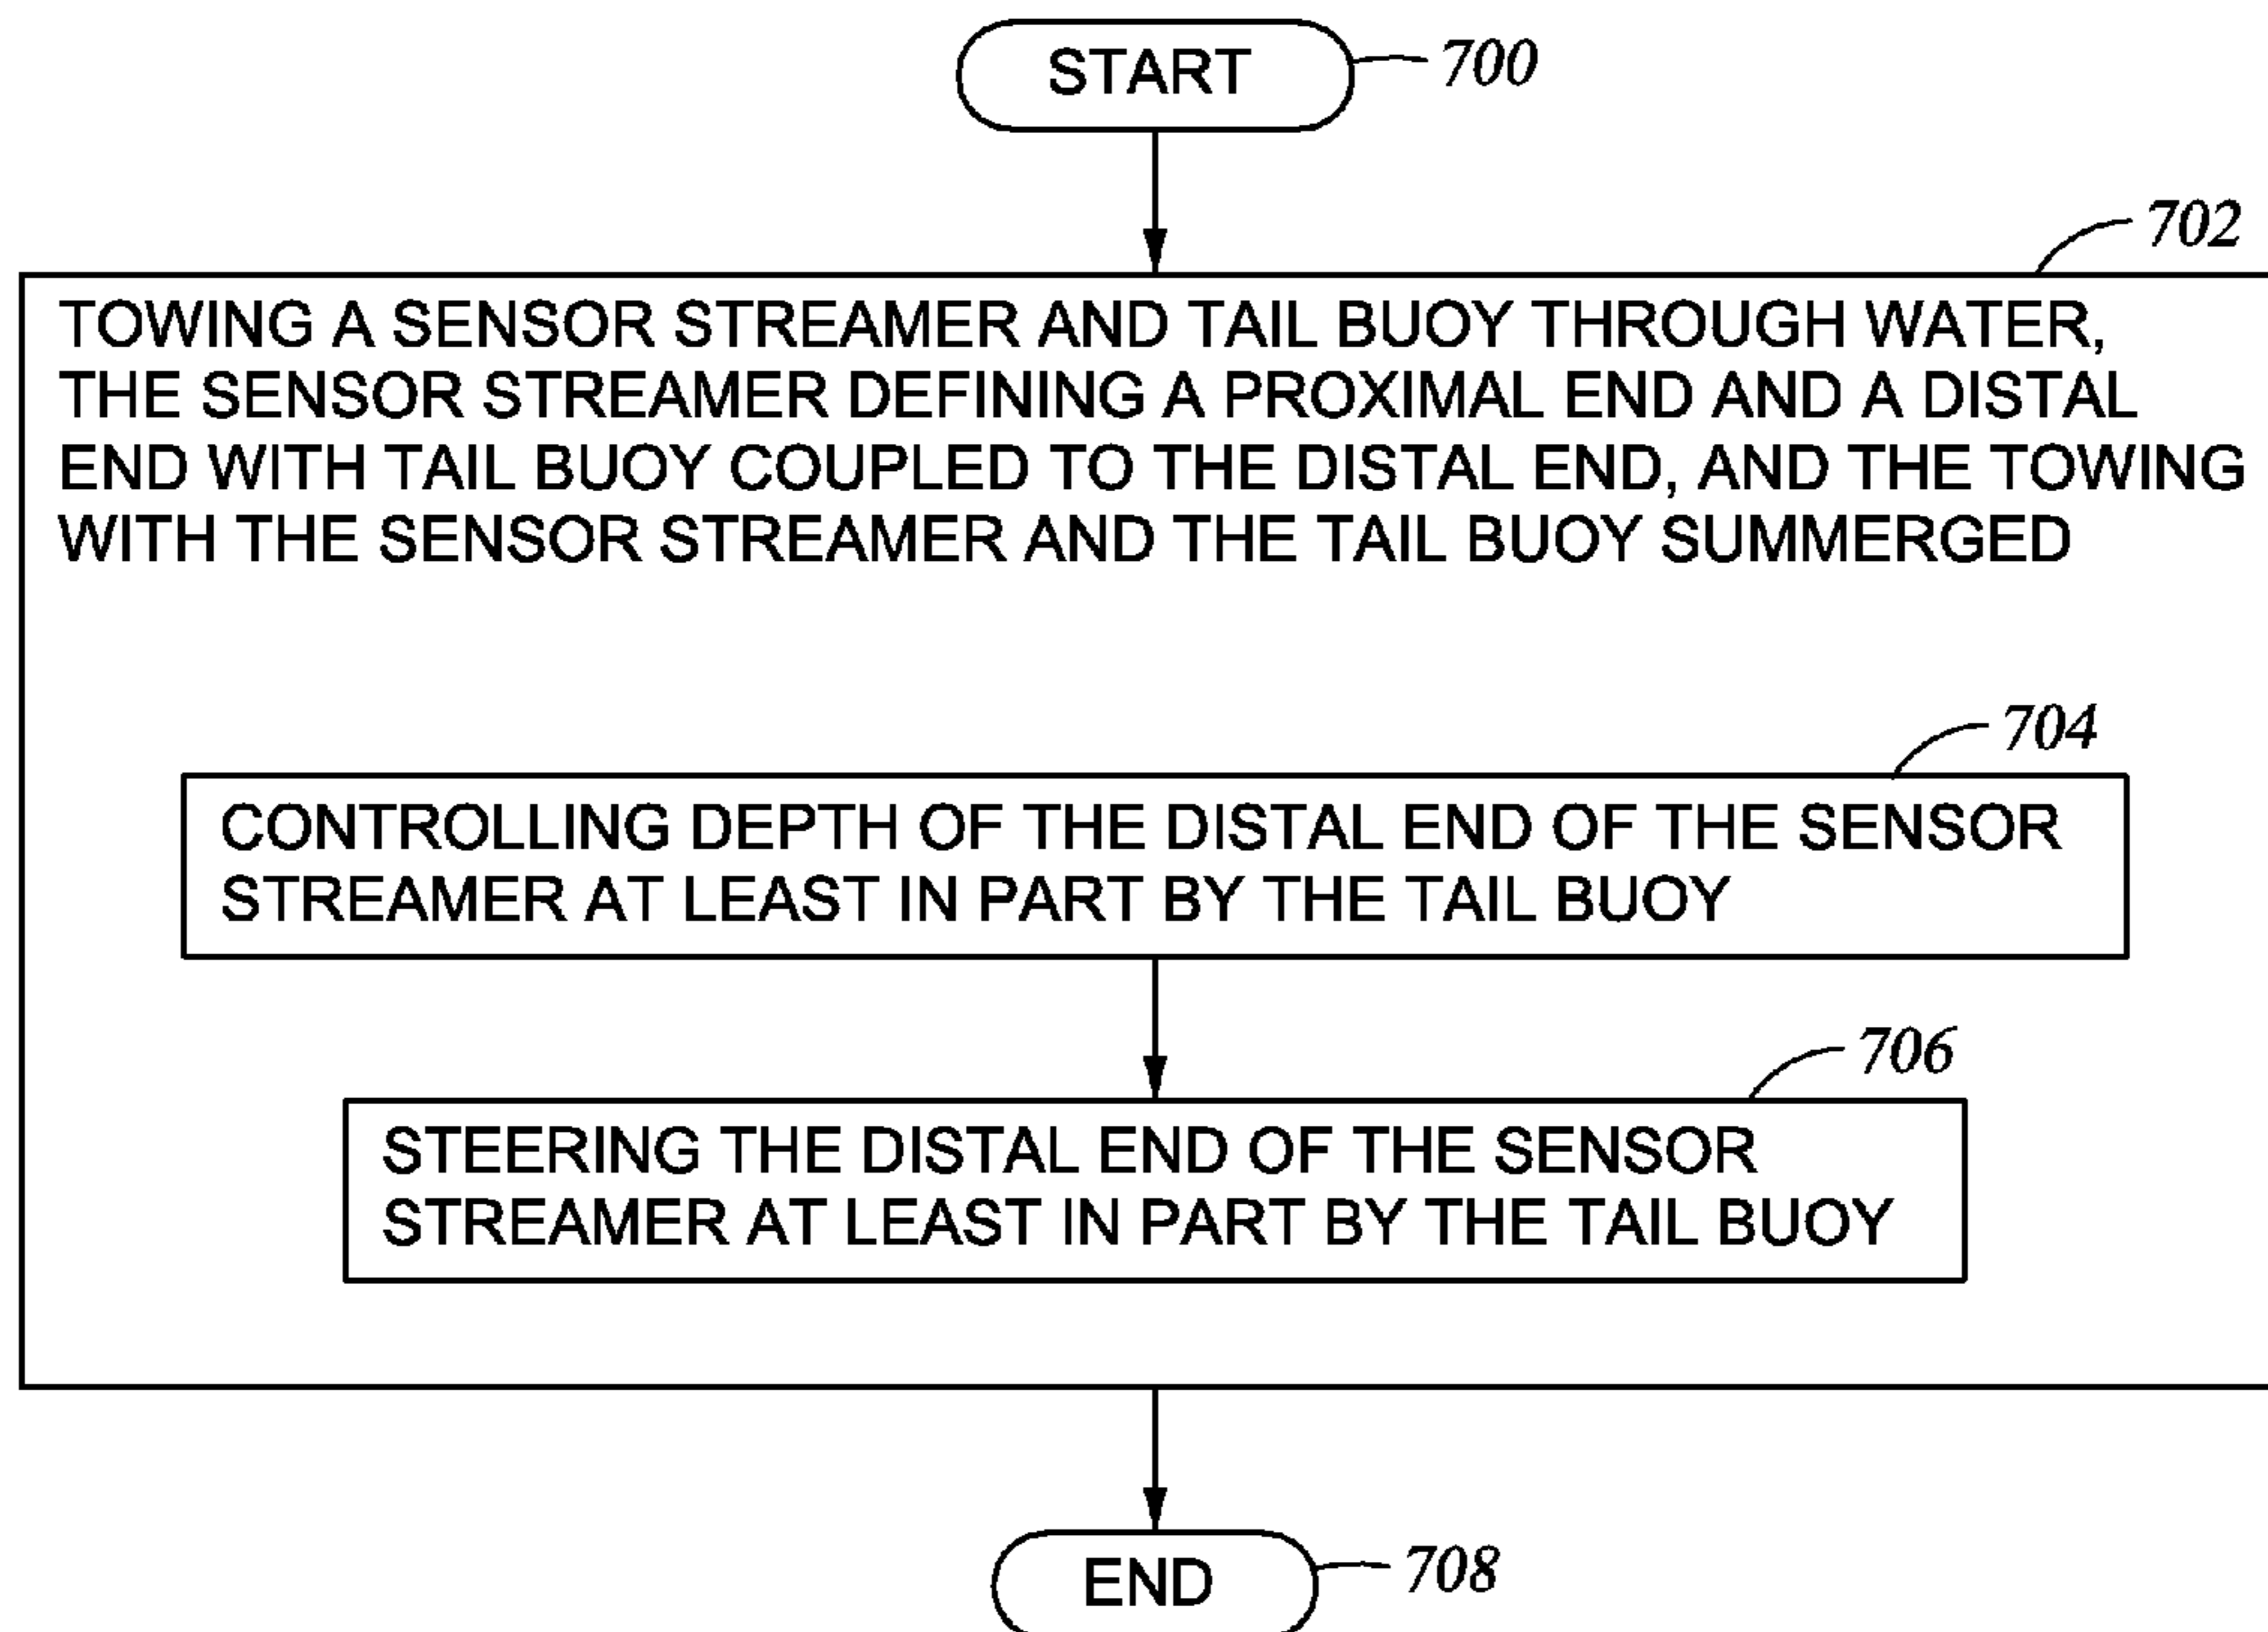 START
700
702
TOWING A SENSOR STREAMER AND TAIL BUOY THROUGH WATER,
THE SENSOR STREAMER DEFINING A PROXIMAL END AND A DISTAL
END WITH TAIL BUOY COUPLED TO THE DISTAL END, AND THE TOWING
WITH THE SENSOR STREAMER AND THE TAIL BUOY SUMMERGED
704
CONTROLLING DEPTH OF THE DISTAL END OF THE SENSOR
STREAMER AT LEAST IN PART BY THE TAIL BUOY
706
STEERING THE DISTAL END OF THE SENSOR
STREAMER AT LEAST IN PART BY THE TAIL BUOY
END
708